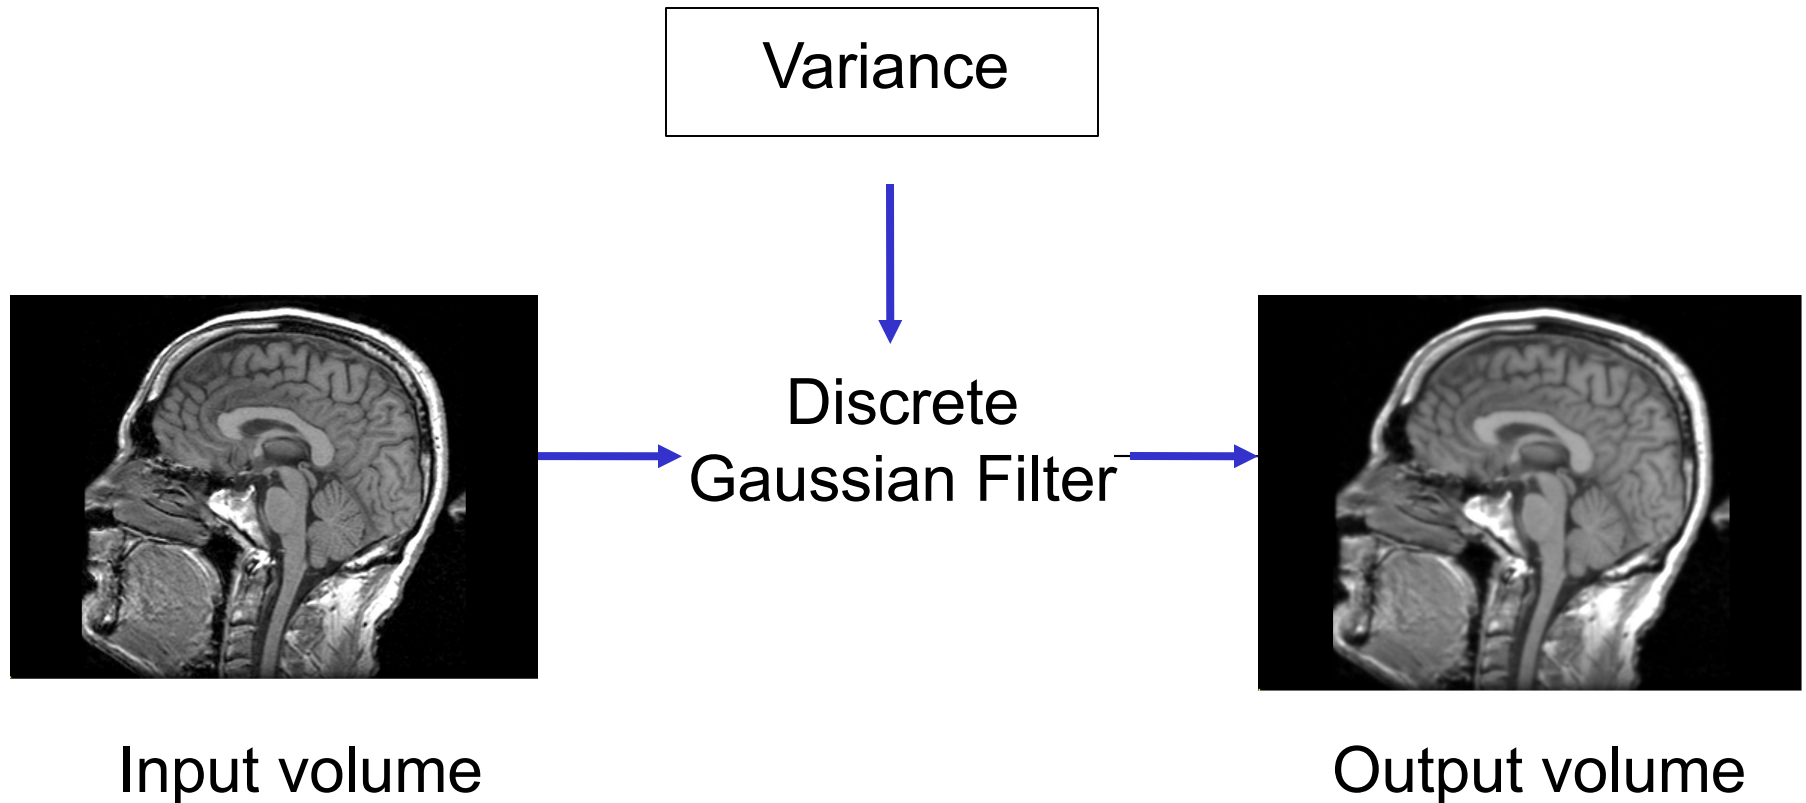 Variance
Discrete
Gaussian Filter
Input volume
Output volume